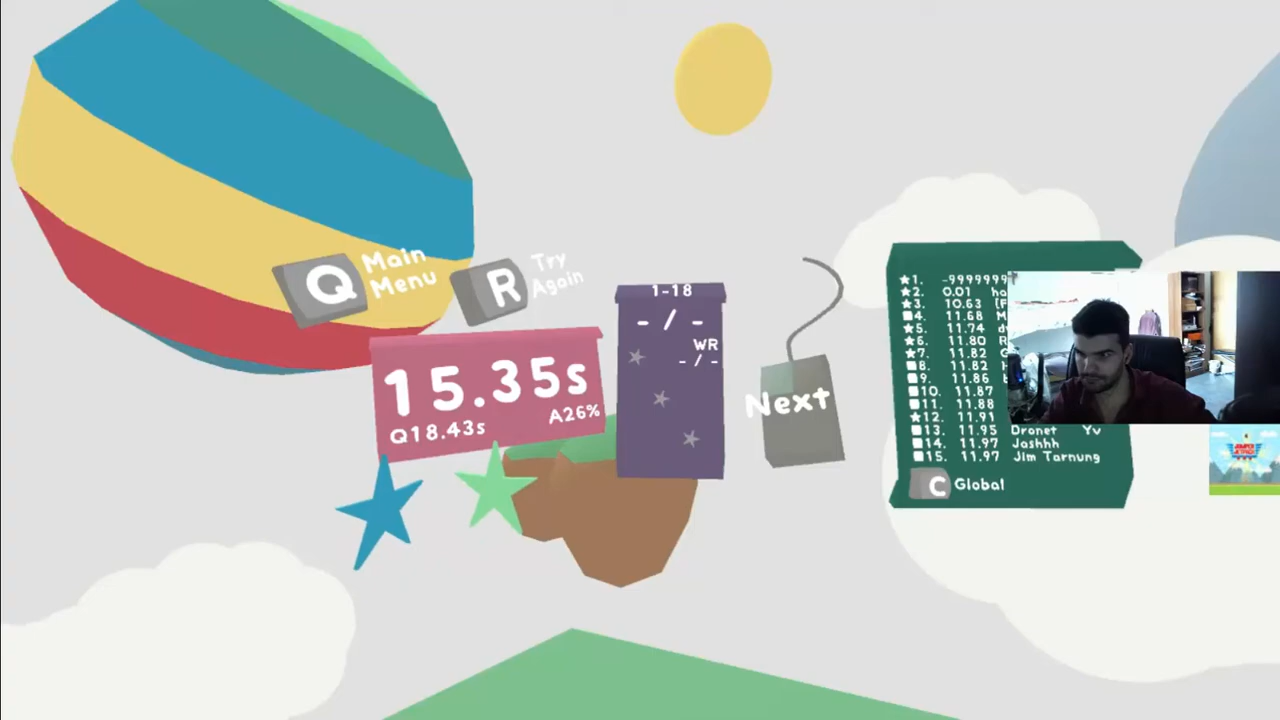 Q Main Menu
R Try Again
15.35s
Q18.43s A26%
1-18
- / -
WR
- / -
Next
1. -9999999
2. 0.01
3. 10.63
4. 11.68
5. 11.74
6. 11.80
7. 11.82
8. 11.82
9. 11.86
10. 11.87
11. 11.88
12. 11.91
13. 11.95 Dronet Yv
14. 11.97 Jashhh
15. 11.97 Jim Tarnung
C Global